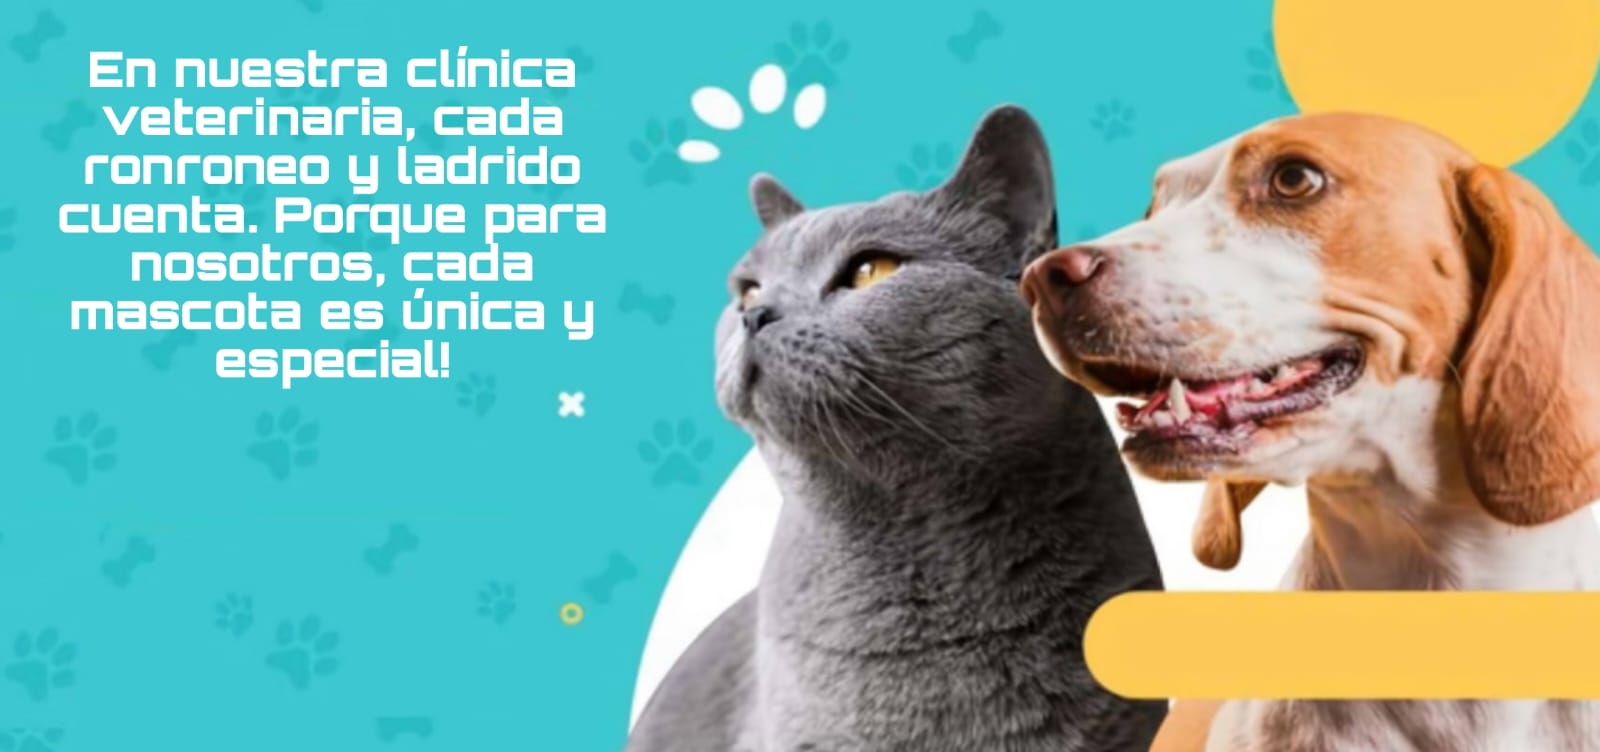 En nuestra clínica
veterinaria, cada
ronroneo y ladrido
cuenta. Porque para
nosotros, cada
mascota es única y
especial!